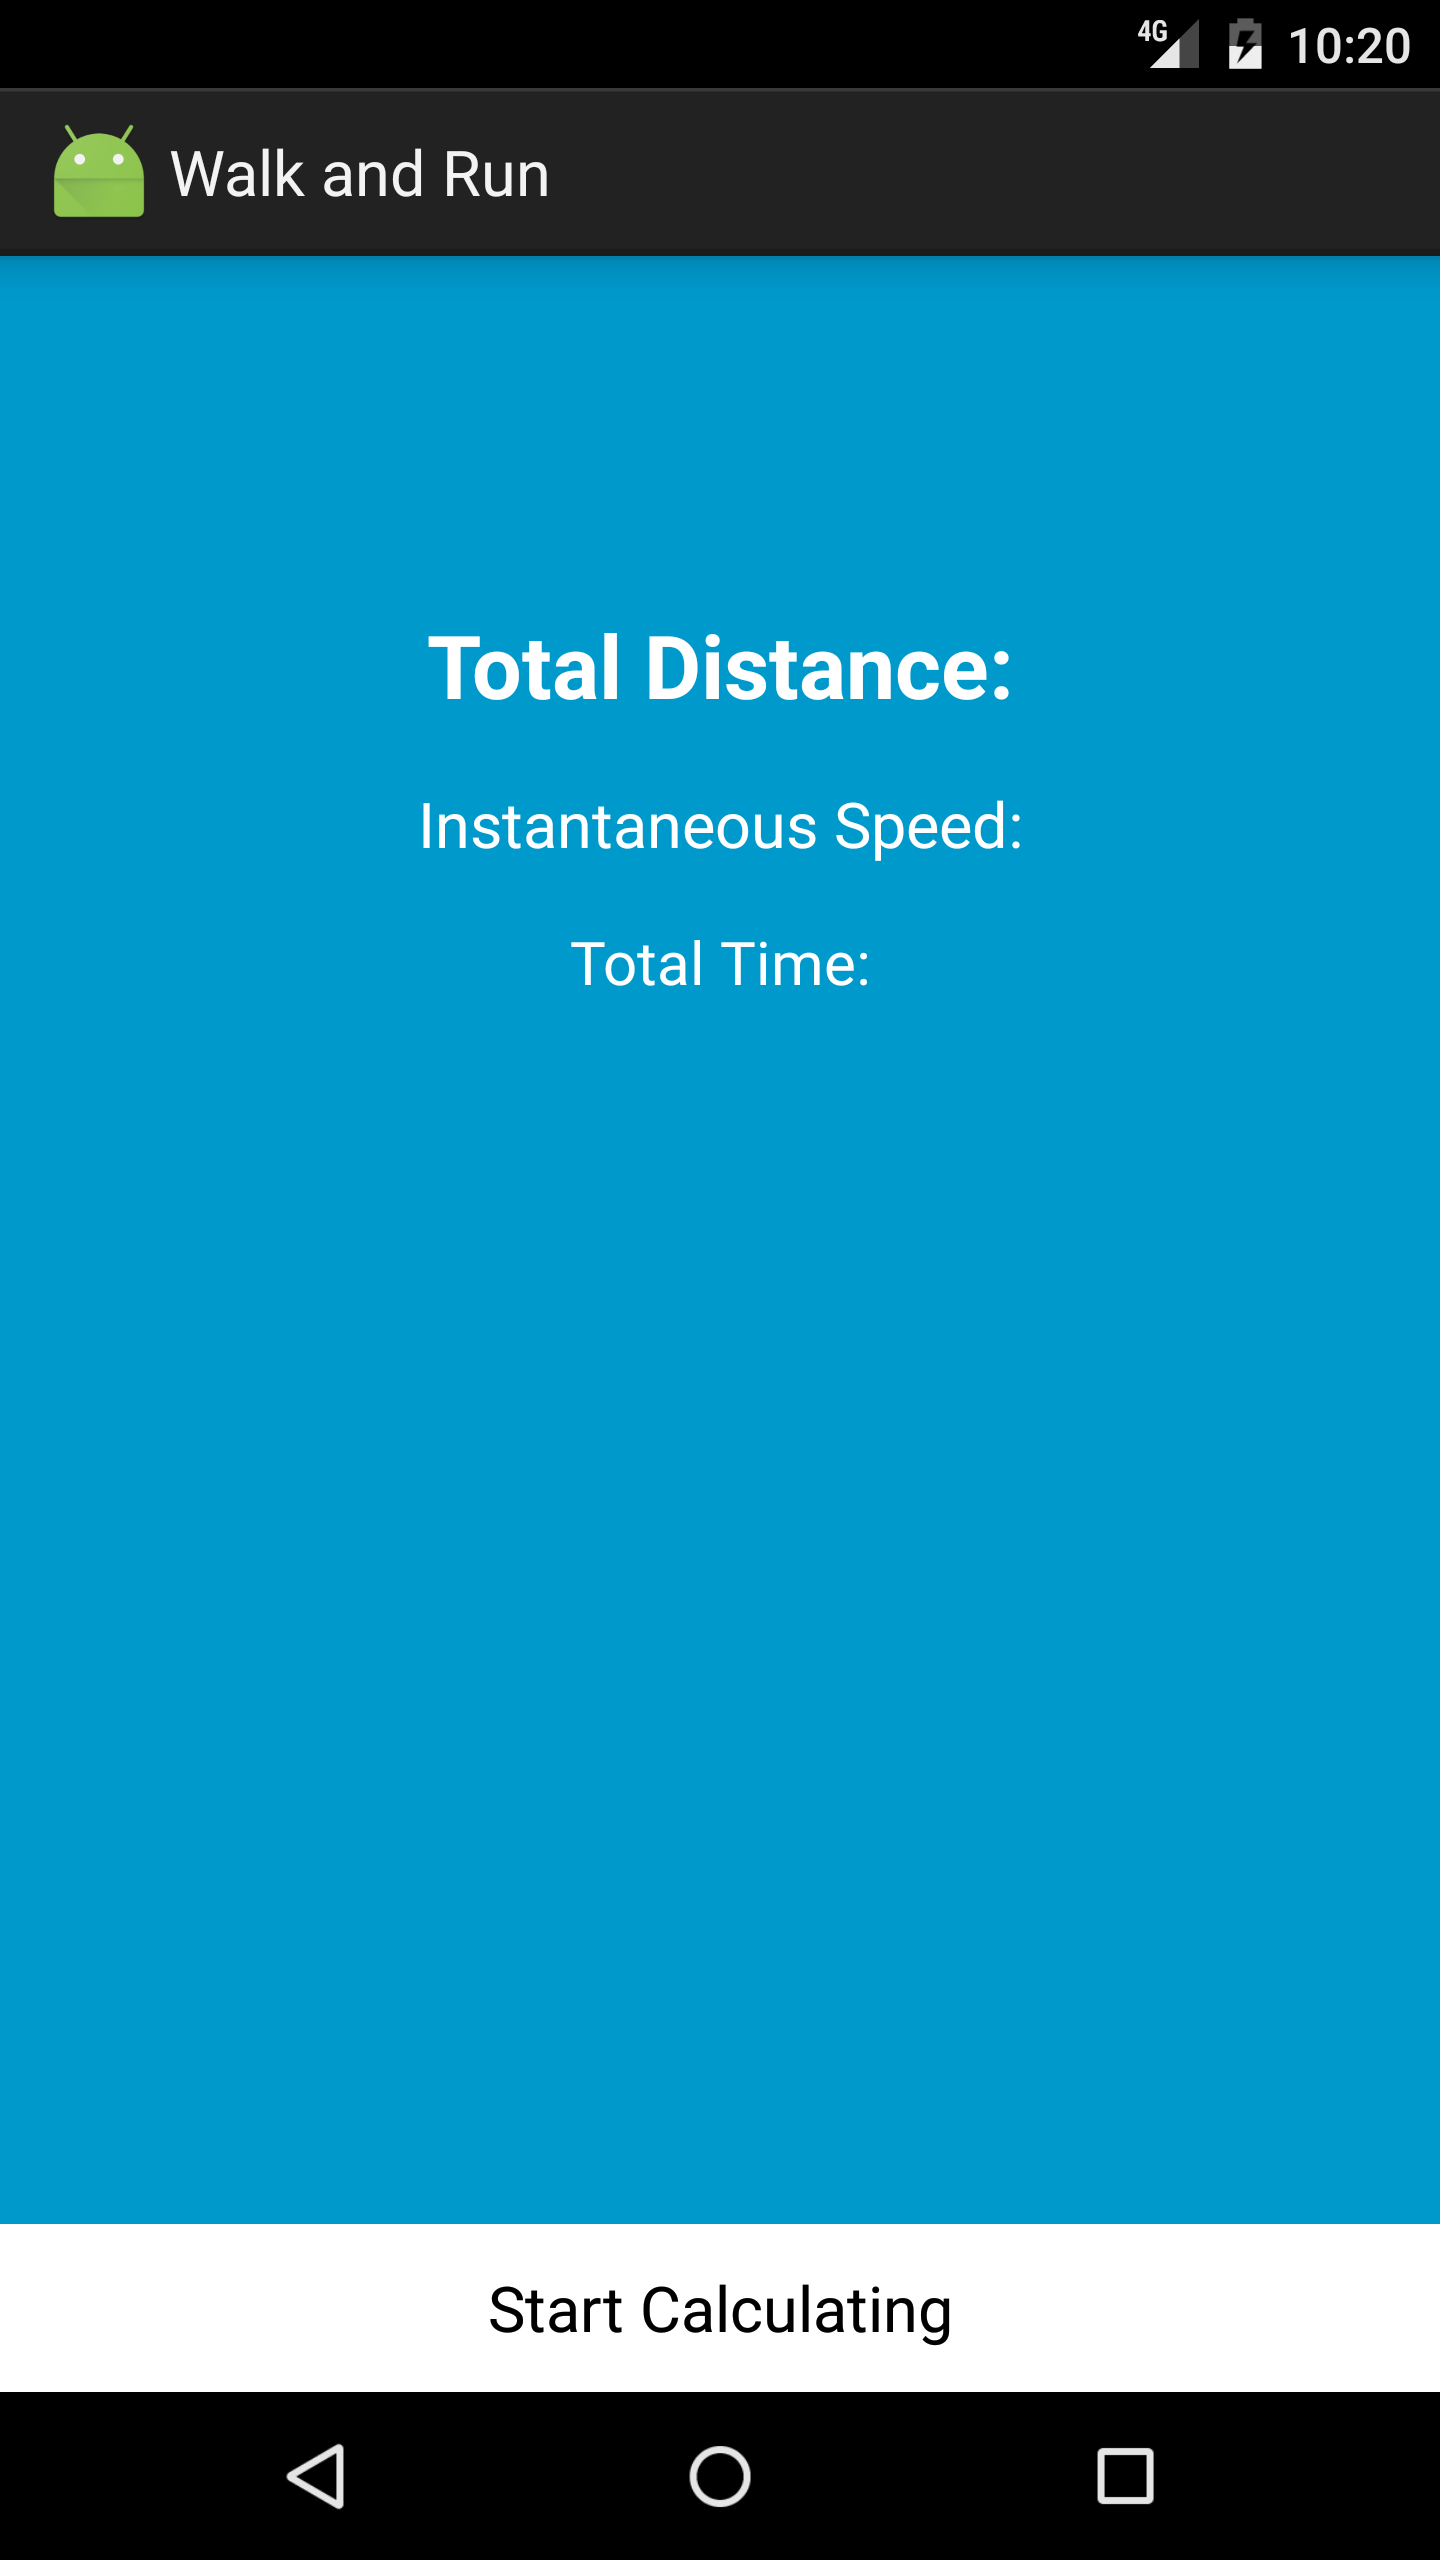 4G 10:20
Walk and Run
Total Distance:
Instantaneous Speed:
Total Time:
Start Calculating